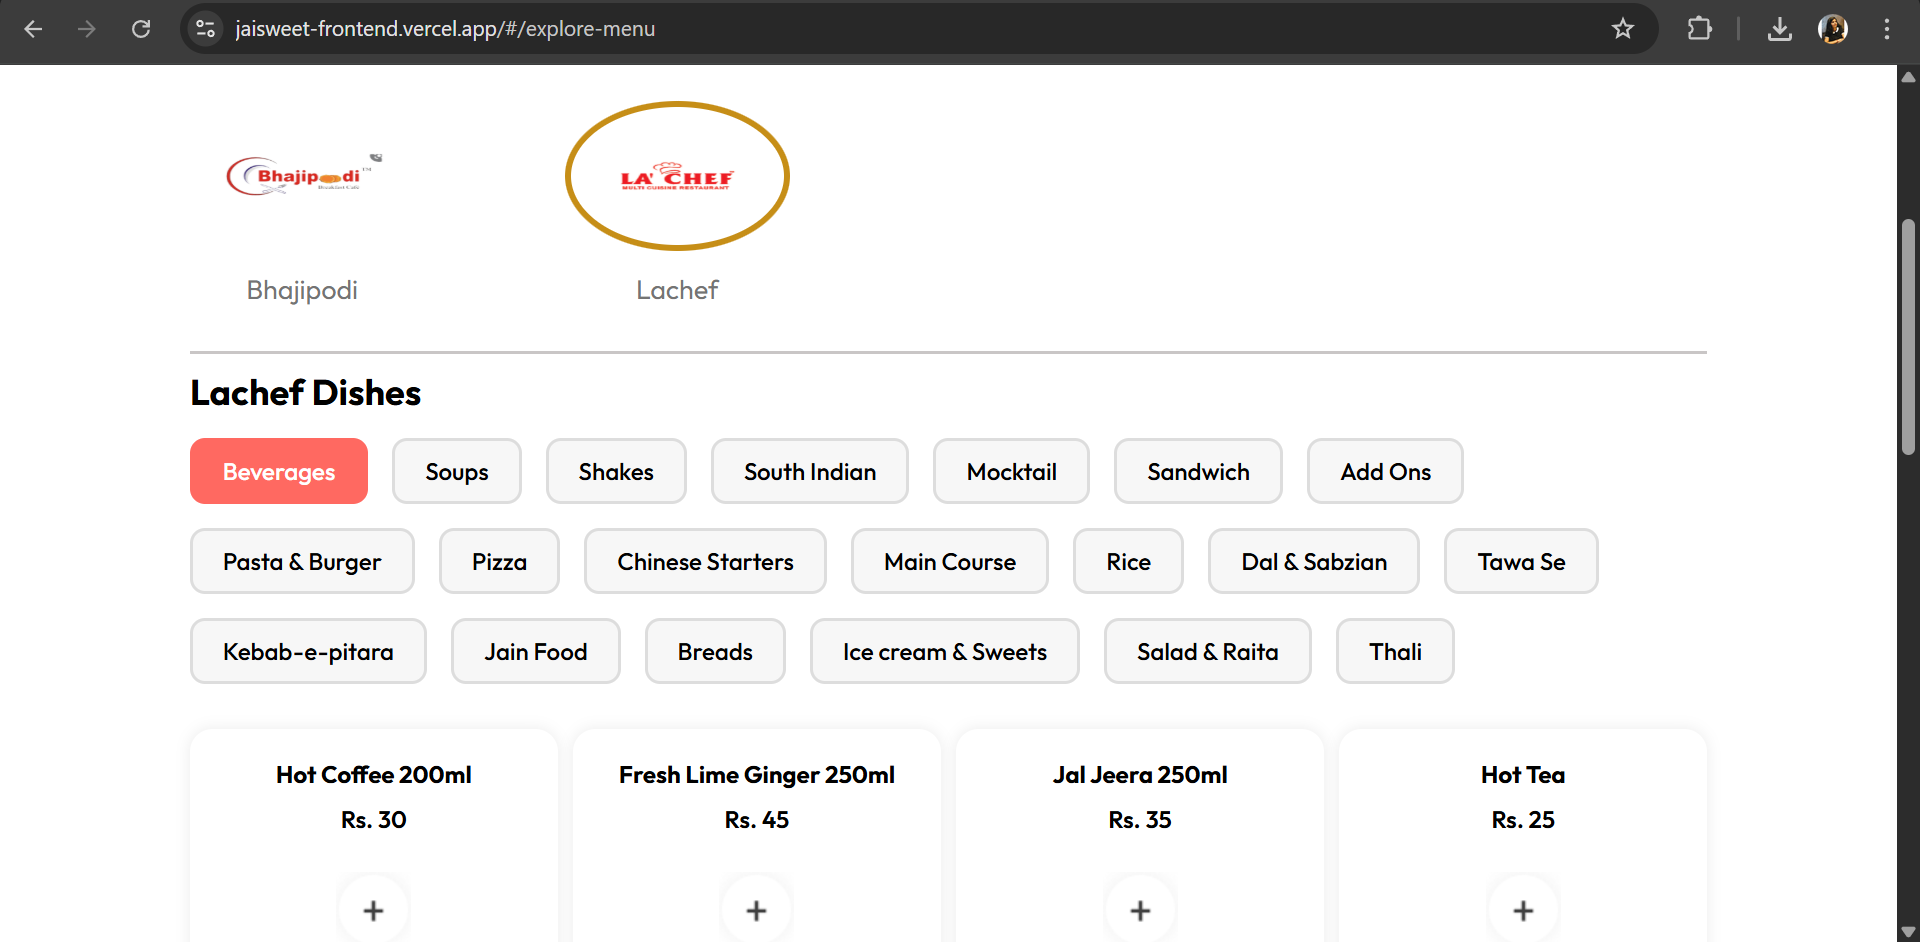 jaisweet-frontend.vercel.app/#/explore-menu
Bhajipodi TM
Breakfast Cafe
LA' CHEF
MULTI CUISINE RESTAURANT
Bhajipodi
Lachef
Lachef Dishes
Beverages
Soups
Shakes
South Indian
Mocktail
Sandwich
Add Ons
Pasta & Burger
Pizza
Chinese Starters
Main Course
Rice
Dal & Sabzian
Tawa Se
Kebab-e-pitara
Jain Food
Breads
Ice cream & Sweets
Salad & Raita
Thali
Hot Coffee 200ml
Rs. 30
+
Fresh Lime Ginger 250ml
Rs. 45
+
Jal Jeera 250ml
Rs. 35
+
Hot Tea
Rs. 25
+